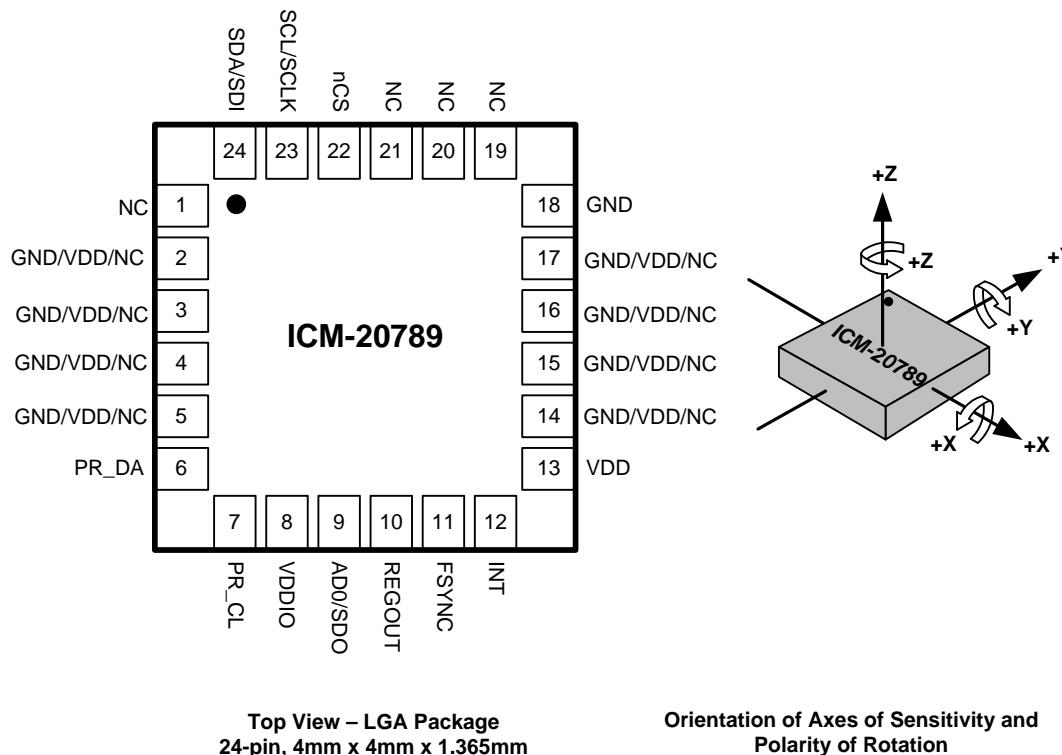 SDA/SDI
SCL/SCLK
nCS
NC
NC
NC
24
23
22
21
20
19
NC
1
18
GND
GND/VDD/NC
2
17
GND/VDD/NC
GND/VDD/NC
3
16
GND/VDD/NC
GND/VDD/NC
4
15
GND/VDD/NC
GND/VDD/NC
5
14
GND/VDD/NC
PR_DA
6
13
VDD
ICM-20789
7
8
9
10
11
12
PR_CL
VDDIO
AD0/SDO
REGOUT
FSYNC
INT
+Z
+Z
+Y
ICM-20789
+X
+X
Top View – LGA Package
24-pin, 4mm x 4mm x 1.365mm
Orientation of Axes of Sensitivity and
Polarity of Rotation